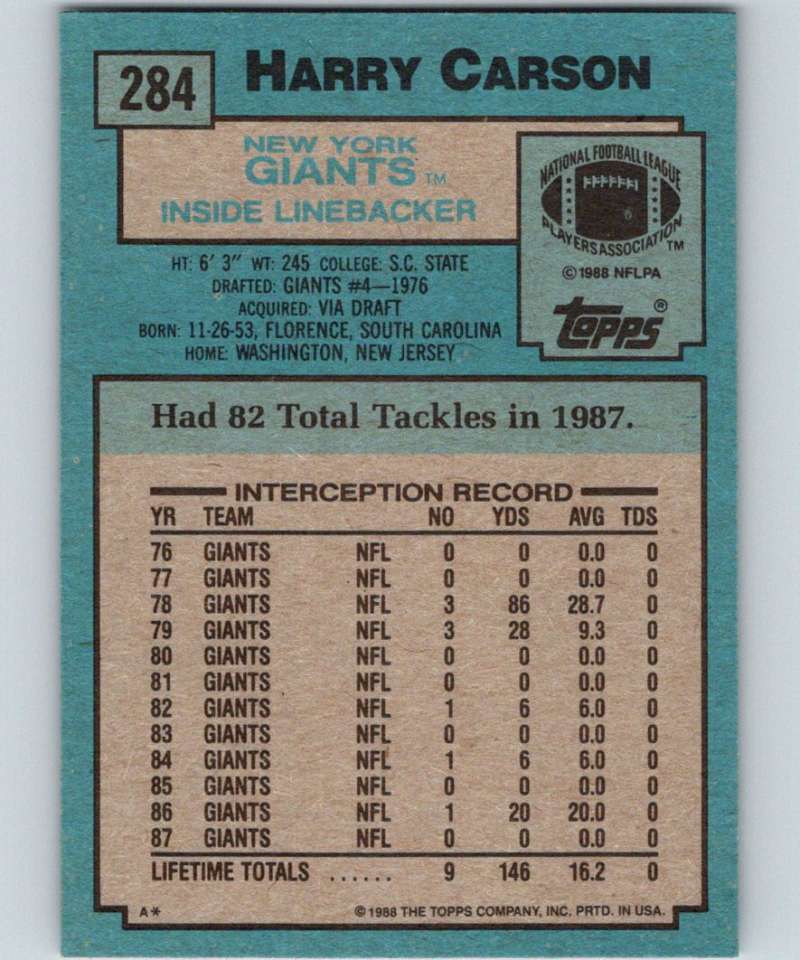 284 HARRY CARSON
NEW YORK
GIANTS™
INSIDE LINEBACKER
NATIONAL FOOTBALL LEAGUE
PLAYERS ASSOCIATION™
©1988 NFLPA
Topps®
HT: 6' 3" WT: 245 COLLEGE: S.C. STATE
DRAFTED: GIANTS #4—1976
ACQUIRED: VIA DRAFT
BORN: 11-26-53, FLORENCE, SOUTH CAROLINA
HOME: WASHINGTON, NEW JERSEY
Had 82 Total Tackles in 1987.
INTERCEPTION RECORD
YR TEAM NO YDS AVG TDS
76 GIANTS NFL 0 0 0.0 0
77 GIANTS NFL 0 0 0.0 0
78 GIANTS NFL 3 86 28.7 0
79 GIANTS NFL 3 28 9.3 0
80 GIANTS NFL 0 0 0.0 0
81 GIANTS NFL 0 0 0.0 0
82 GIANTS NFL 1 6 6.0 0
83 GIANTS NFL 0 0 0.0 0
84 GIANTS NFL 1 6 6.0 0
85 GIANTS NFL 0 0 0.0 0
86 GIANTS NFL 1 20 20.0 0
87 GIANTS NFL 0 0 0.0 0
LIFETIME TOTALS ...... 9 146 16.2 0
A* ©1988 THE TOPPS COMPANY, INC. PRTD. IN USA.